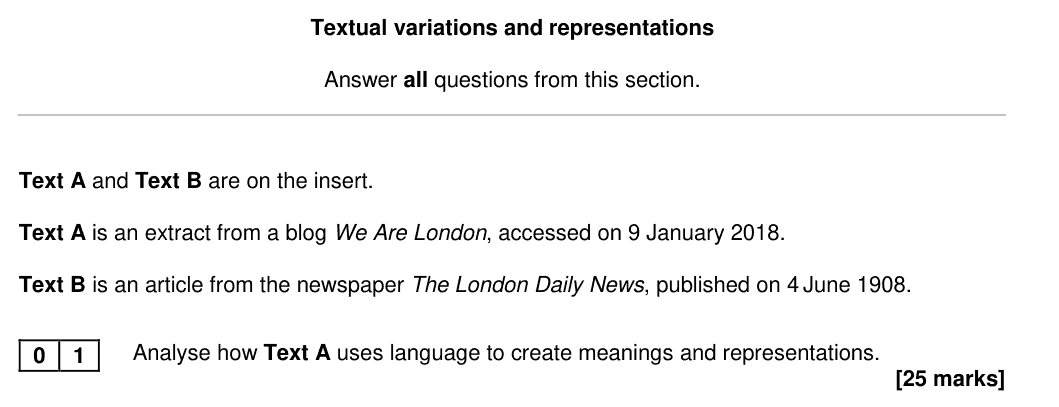 Textual variations and representations
Answer all questions from this section.
Text A and Text B are on the insert.
Text A is an extract from a blog We Are London, accessed on 9 January 2018.
Text B is an article from the newspaper The London Daily News, published on 4 June 1908.
0 1 Analyse how Text A uses language to create meanings and representations.
[25 marks]